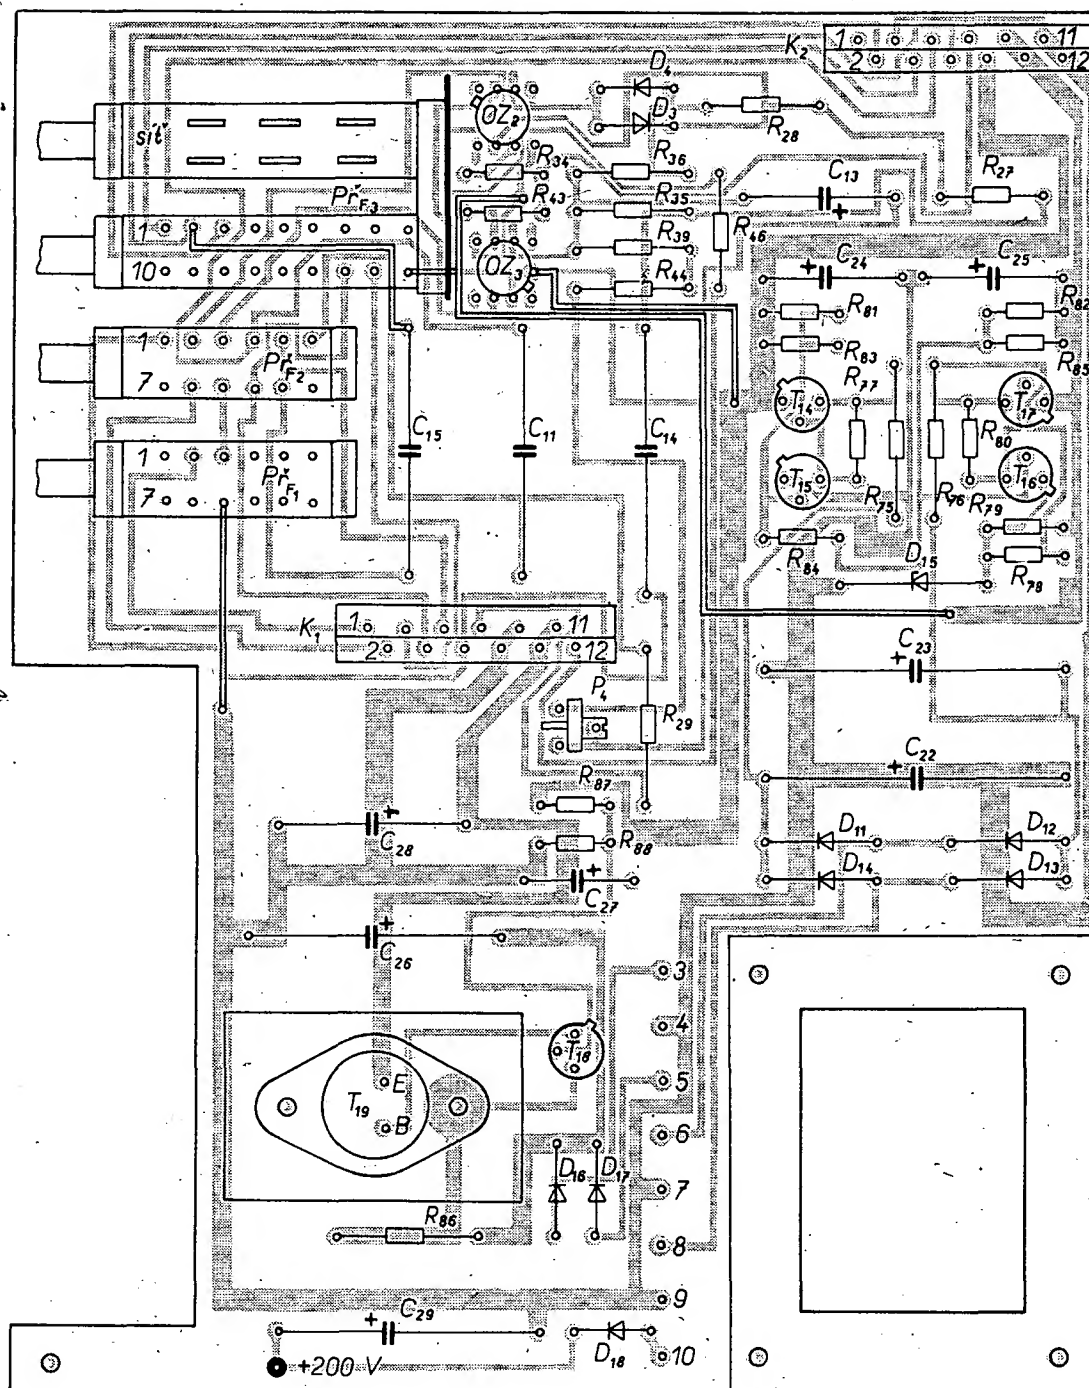 K2 1 11
2 12
D4
síť
OZ2
D3
R28
R34
R36
C13
R27
PřF3
R43
R35
1
R46
R39
10
OZ3
R44
C24
C25
R81
R82
1
PřF2
R83
R85
7
R77
T14
T17
C15
C11
C14
R80
1
PřF1
T15
T16
7
R75
R76
R79
R84
D15
R78
K1 1 11
2 12
C23
P4
R29
C22
R87
D11
D12
C28
R88
D14
D13
C27
C26
3
4
T18
5
E
T19
B
6
D16
D17
7
R86
8
9
C29
D18
10
+200 V